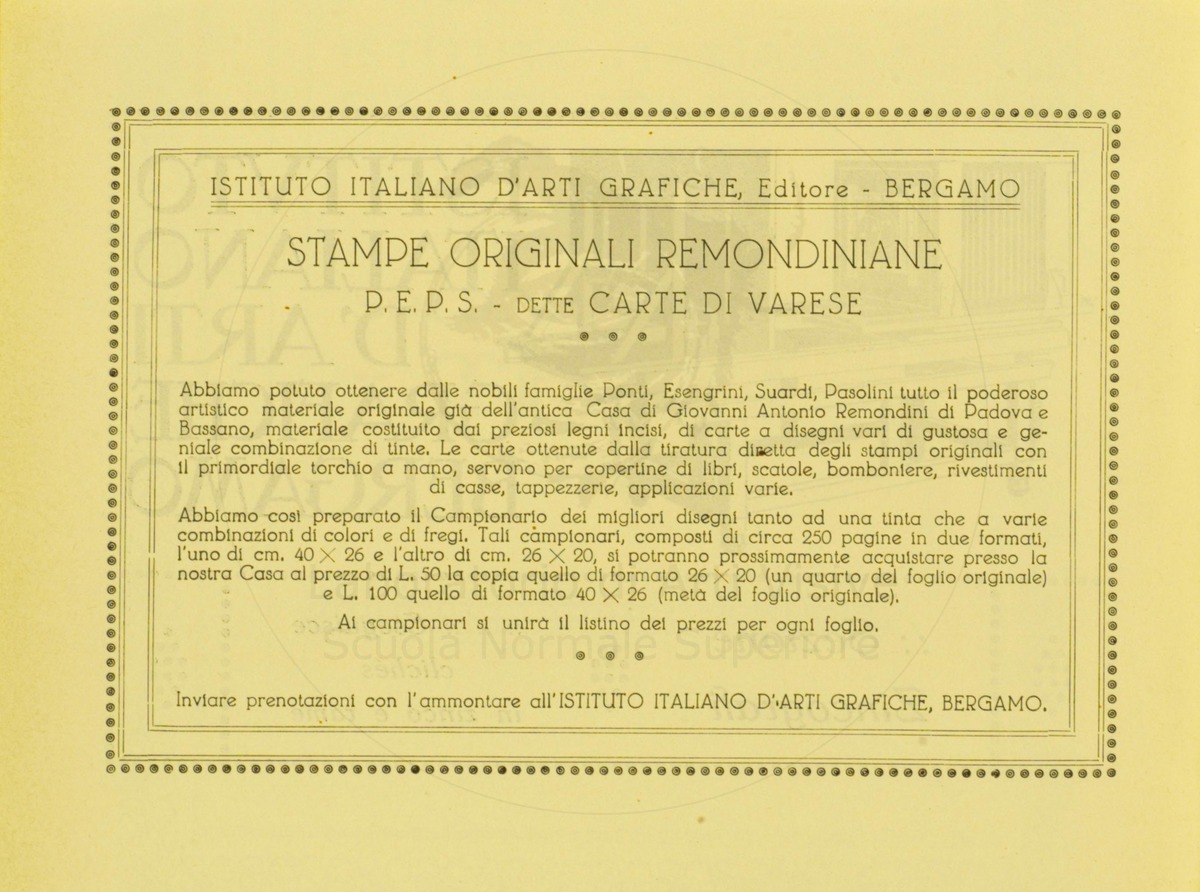 ISTITUTO ITALIANO D'ARTI GRAFICHE, Editore - BERGAMO
STAMPE ORIGINALI REMONDINIANE
P. E. P. S. - DETTE CARTE DI VARESE
Abbiamo potuto ottenere dalle nobili famiglie Ponti, Esengrini, Suardi, Pasolini tutto il poderoso
artistico materiale originale già dell'antica Casa di Giovanni Antonio Remondini di Padova e
Bassano, materiale costituito dai preziosi legni incisi, di carte a disegni vari di gustosa e ge-
niale combinazione di tinte. Le carte ottenute dalla tiratura diretta degli stampi originali con
il primordiale torchio a mano, servono per copertine di libri, scatole, bomboniere, rivestimenti
di casse, tappezzerie, applicazioni varie.
Abbiamo così preparato il Campionario dei migliori disegni tanto ad una tinta che a varie
combinazioni di colori e di fregi. Tali campionari, composti di circa 250 pagine in due formati,
l'uno di cm. 40 X 26 e l'altro di cm. 26 X 20, si potranno prossimamente acquistare presso la
nostra Casa al prezzo di L. 50 la copia quello di formato 26 X 20 (un quarto del foglio originale)
e L. 100 quello di formato 40 X 26 (metà del foglio originale).
Ai campionari si unirà il listino dei prezzi per ogni foglio.
Scuola Normale Superiore
Inviare prenotazioni con l'ammontare all'ISTITUTO ITALIANO D'ARTI GRAFICHE, BERGAMO.